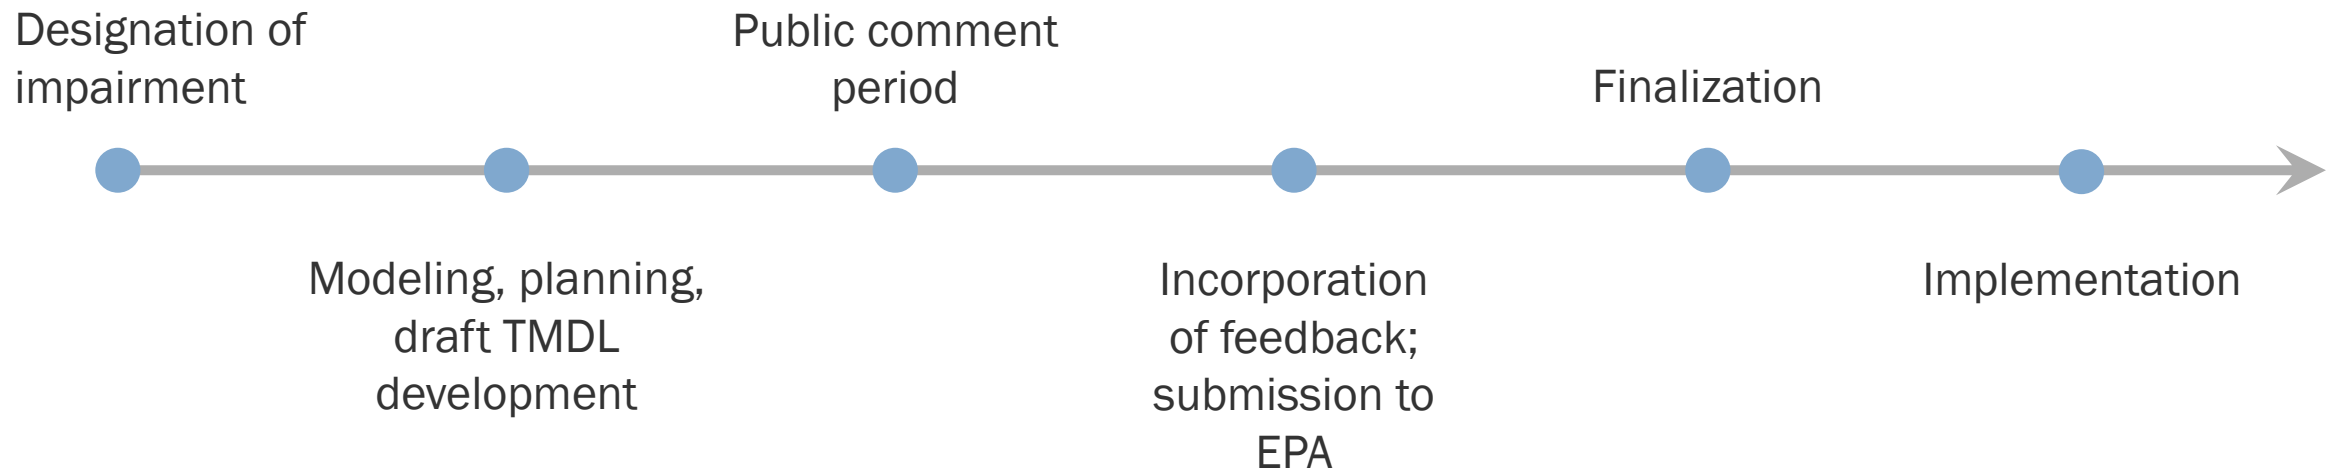 Designation of
impairment
Modeling, planning,
draft TMDL
development
Public comment
period
Incorporation
of feedback;
submission to
EPA
Finalization
Implementation